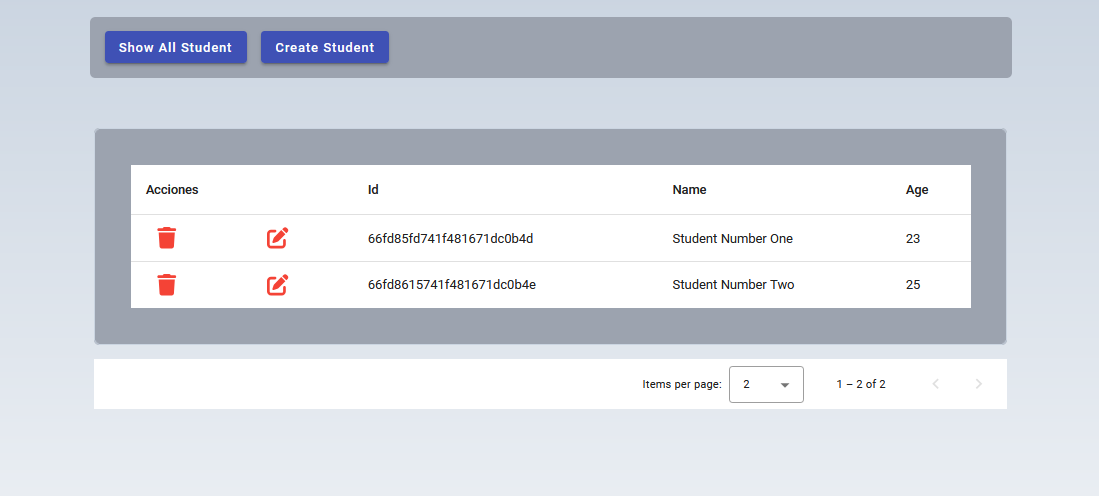 Show All Student Create Student
Acciones Id Name Age
66fd85fd741f481671dc0b4d Student Number One 23
66fd8615741f481671dc0b4e Student Number Two 25
Items per page: 2 1 – 2 of 2